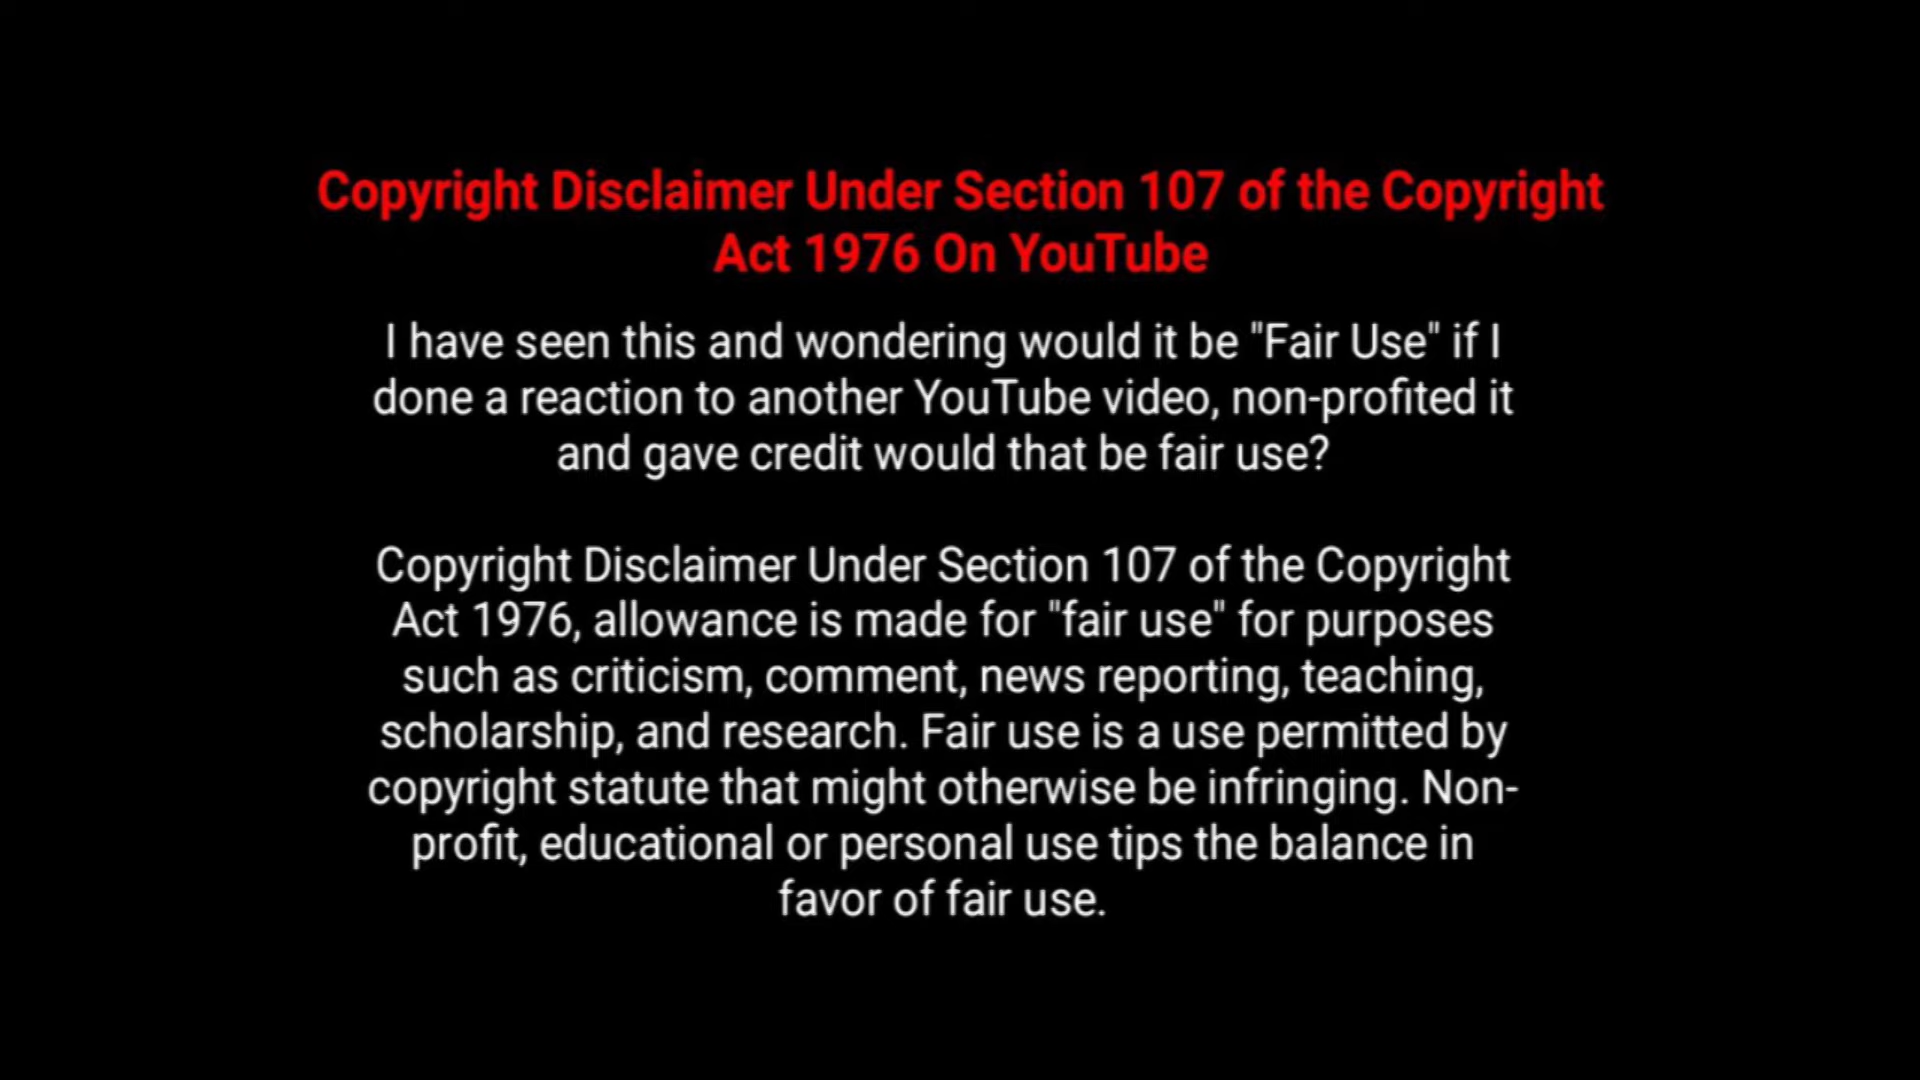 Copyright Disclaimer Under Section 107 of the Copyright
Act 1976 On YouTube
I have seen this and wondering would it be "Fair Use" if I
done a reaction to another YouTube video, non-profited it
and gave credit would that be fair use?
Copyright Disclaimer Under Section 107 of the Copyright
Act 1976, allowance is made for "fair use" for purposes
such as criticism, comment, news reporting, teaching,
scholarship, and research. Fair use is a use permitted by
copyright statute that might otherwise be infringing. Non-
profit, educational or personal use tips the balance in
favor of fair use.